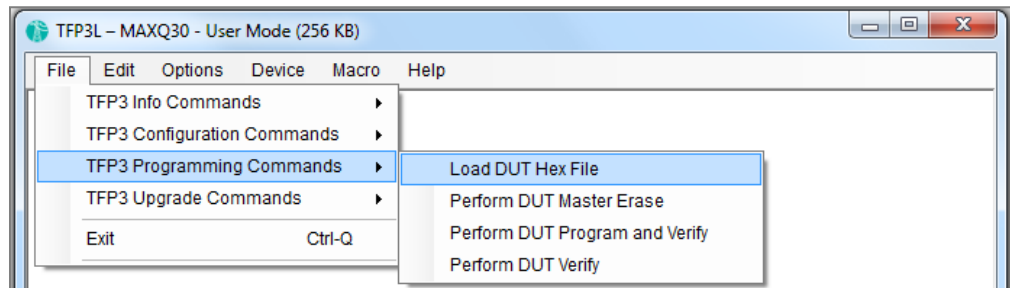 TFP3L – MAXQ30 - User Mode (256 KB)
File Edit Options Device Macro Help
TFP3 Info Commands
TFP3 Configuration Commands
TFP3 Programming Commands
TFP3 Upgrade Commands
Exit Ctrl-Q
Load DUT Hex File
Perform DUT Master Erase
Perform DUT Program and Verify
Perform DUT Verify